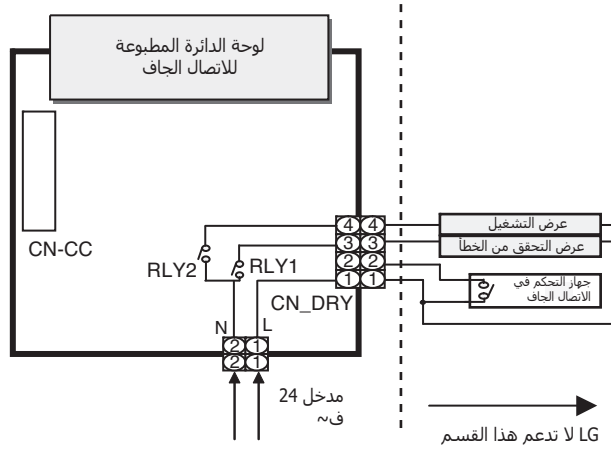 لوحة الدائرة المطبوعة
للاتصال الجاف
CN-CC
RLY2
RLY1
4 4
3 3
2 2
1 1
CN_DRY
عرض التشغيل
عرض التحقق من الخطأ
جهاز التحكم في
الاتصال الجاف
N L
2 1
2 1
مدخل 24
ف~
LG لا تدعم هذا القسم